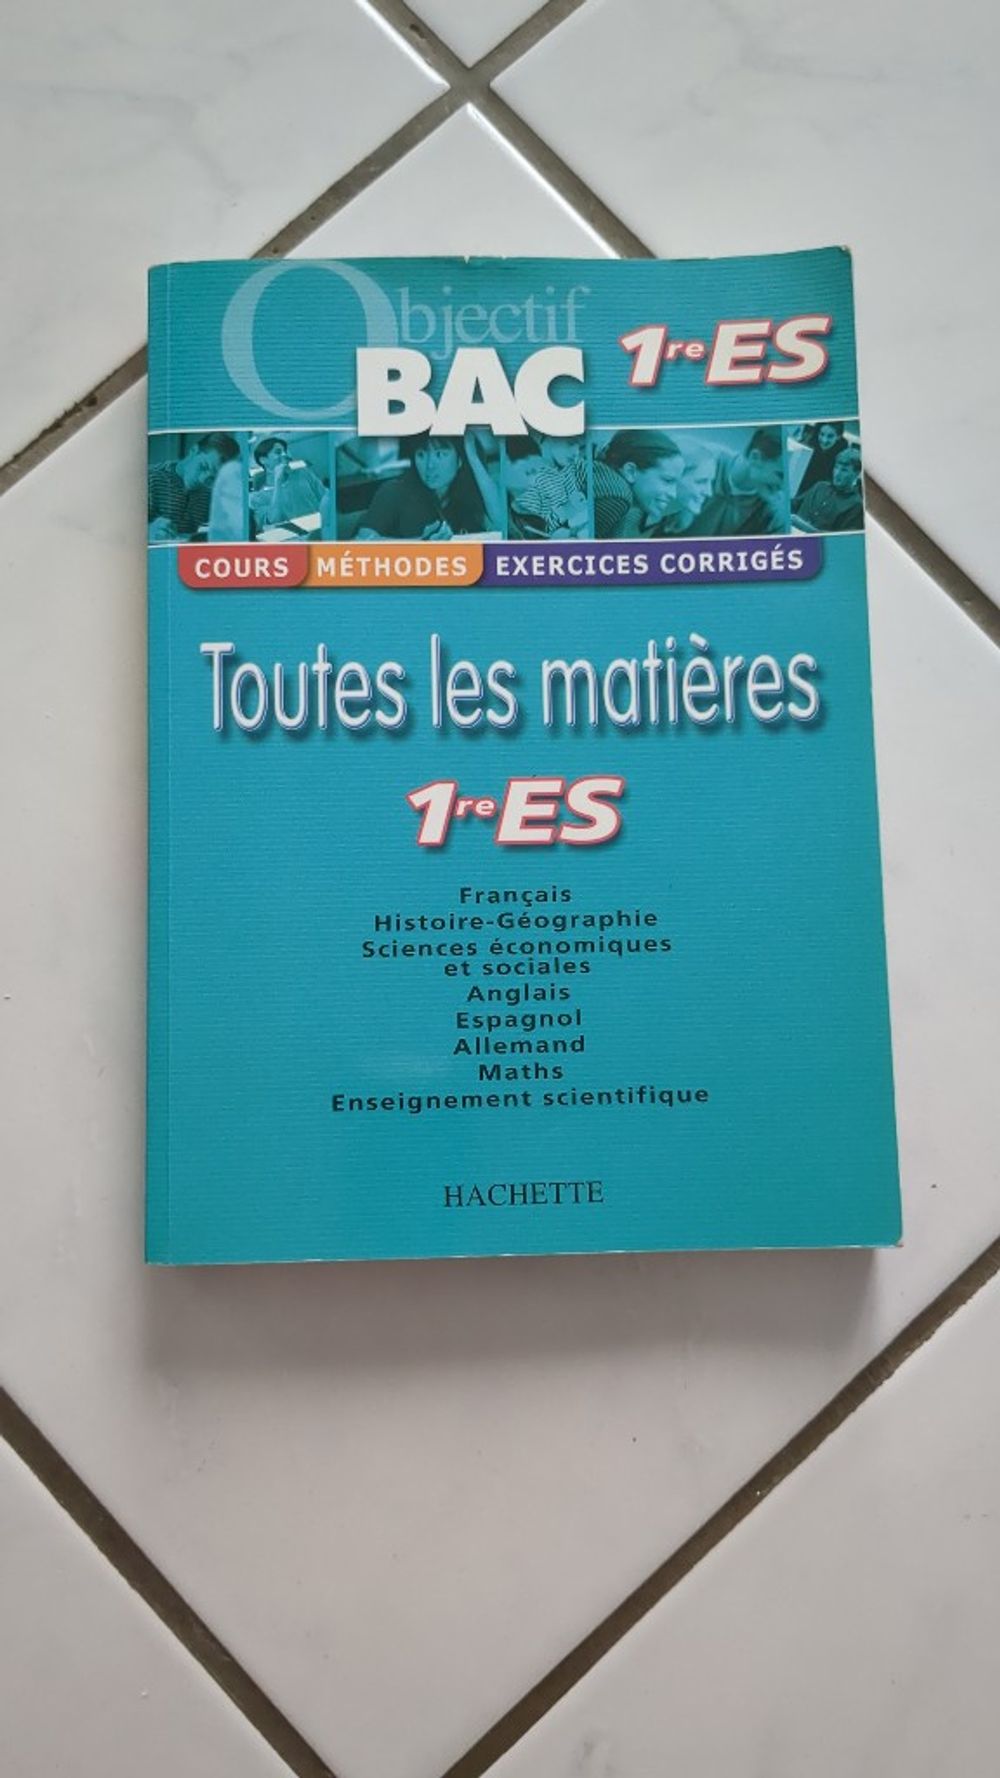 Objectif
BAC
1re ES
COURS MÉTHODES EXERCICES CORRIGÉS
Toutes les matières
1re ES
Français
Histoire-Géographie
Sciences économiques
et sociales
Anglais
Espagnol
Allemand
Maths
Enseignement scientifique
HACHETTE